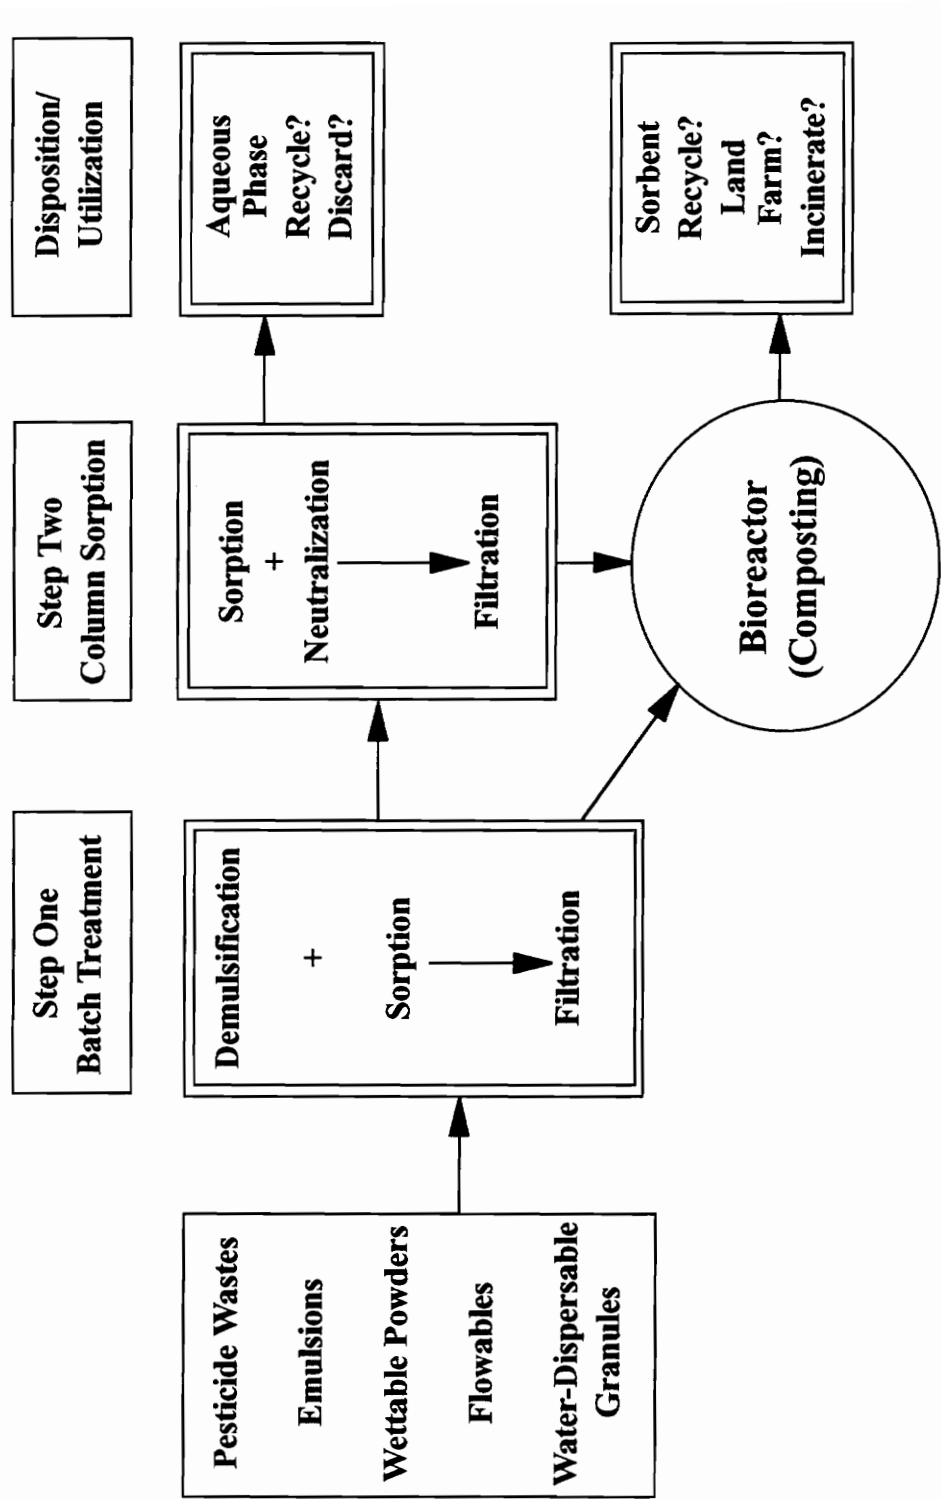 Step One
Batch Treatment
Step Two
Column Sorption
Disposition/
Utilization
Pesticide Wastes
Emulsions
Wettable Powders
Flowables
Water-Dispersable
Granules
Demulsification
+
Sorption
Filtration
Sorption
+
Neutralization
Filtration
Aqueous
Phase
Recycle?
Discard?
Bioreactor
(Composting)
Sorbent
Recycle?
Land
Farm?
Incinerate?